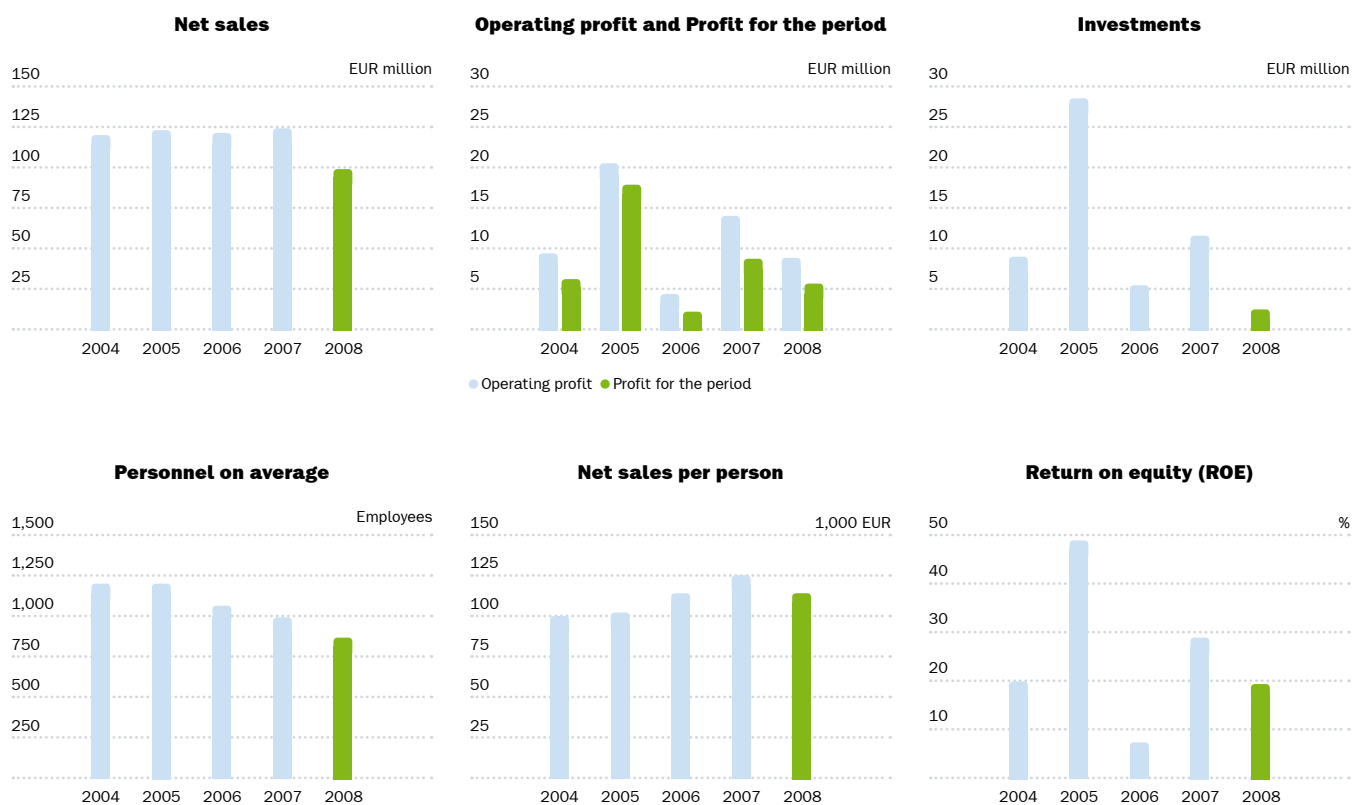 Net sales
EUR million
150
125
100
75
50
25
2004 2005 2006 2007 2008
Operating profit and Profit for the period
EUR million
30
25
20
15
10
5
2004 2005 2006 2007 2008
Operating profit Profit for the period
Investments
EUR million
30
25
20
15
10
5
2004 2005 2006 2007 2008
Personnel on average
Employees
1,500
1,250
1,000
750
500
250
2004 2005 2006 2007 2008
Net sales per person
1,000 EUR
150
125
100
75
50
25
2004 2005 2006 2007 2008
Return on equity (ROE)
%
50
40
30
20
10
2004 2005 2006 2007 2008